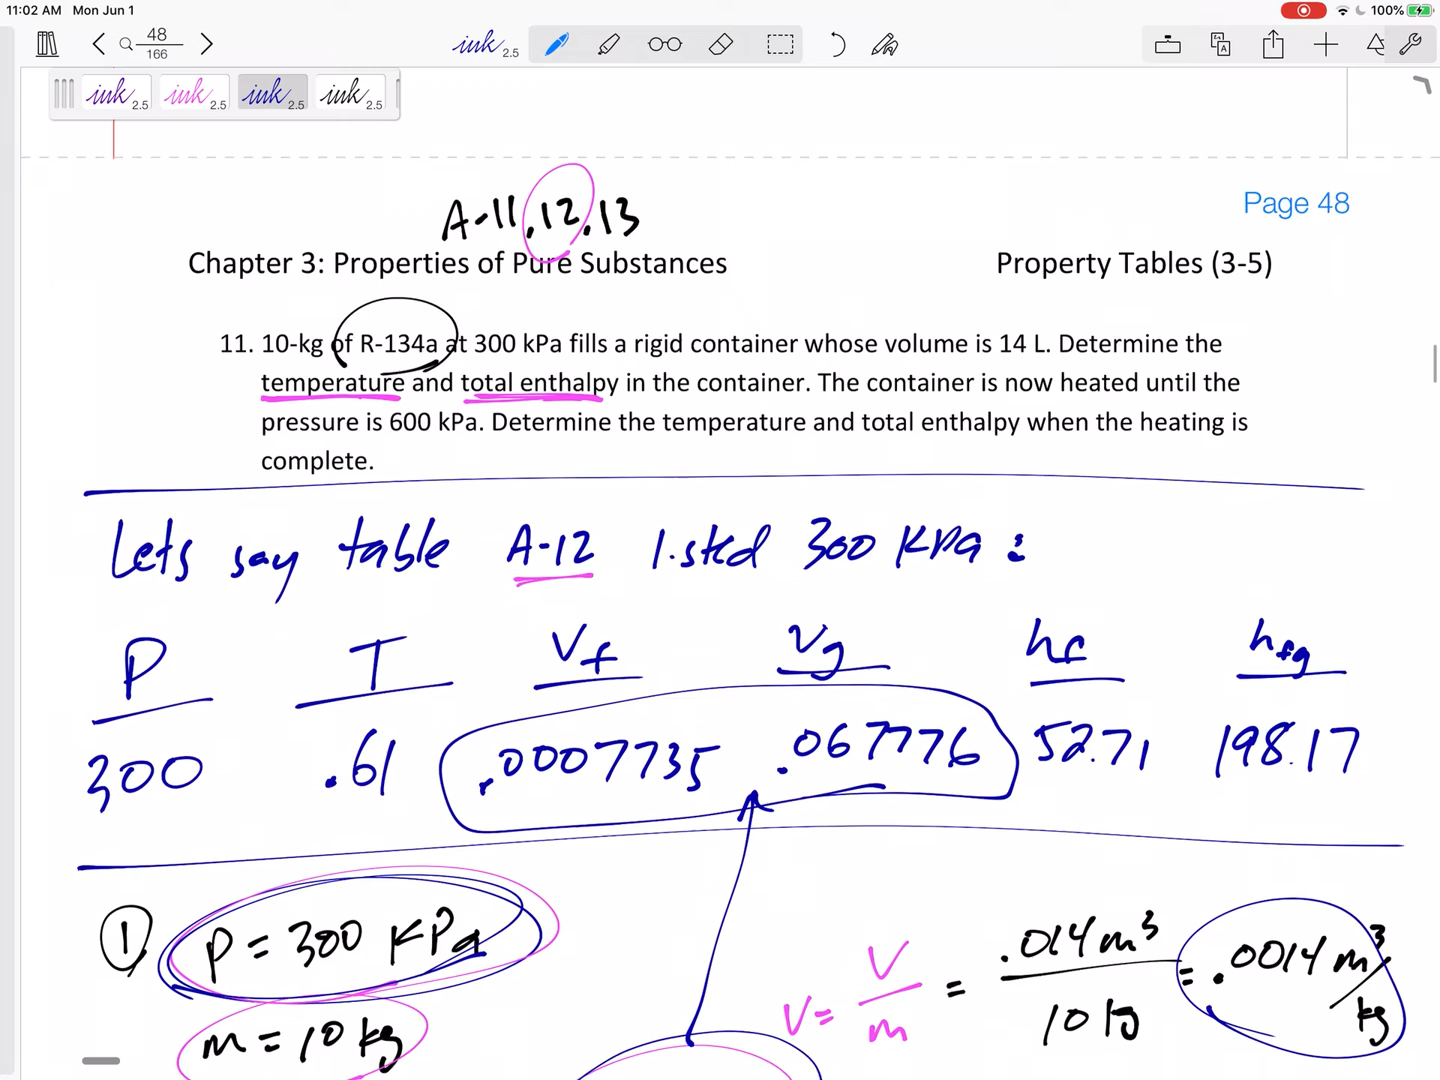 11:02 AM Mon Jun 1
100%
48
166
ink 2.5
ink 2.5
ink 2.5
ink 2.5
ink 2.5
Page 48
A-11,12,13
Chapter 3: Properties of Pure Substances Property Tables (3-5)
11. 10-kg of R-134a at 300 kPa fills a rigid container whose volume is 14 L. Determine the
temperature and total enthalpy in the container. The container is now heated until the
pressure is 600 kPa. Determine the temperature and total enthalpy when the heating is
complete.
Lets say table A-12 listed 300 KPa :
P T Vf Vg hf hfg
300 .61 .0007735 .067776 52.71 198.17
1 P = 300 KPa
V = V/m = .014 m³/10 kg = .0014 m³/kg
m = 10 kg